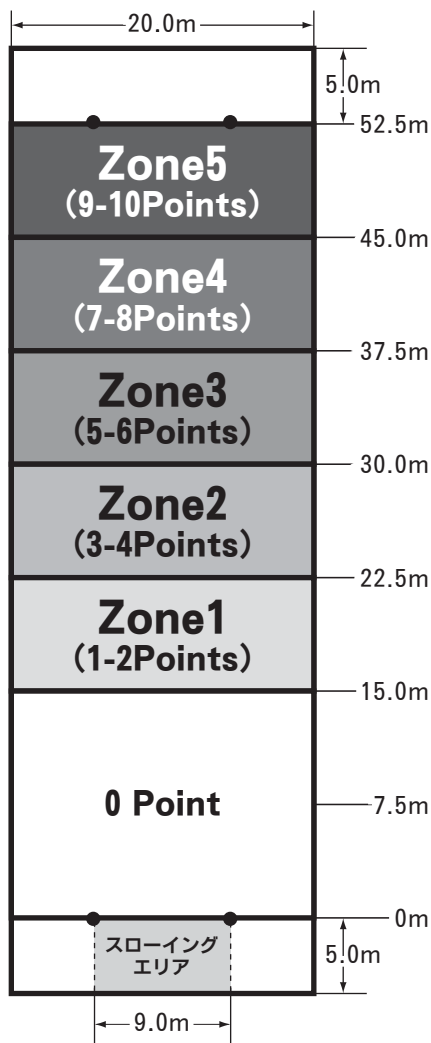 20.0m
5.0m
52.5m
Zone5
(9-10Points)
45.0m
Zone4
(7-8Points)
37.5m
Zone3
(5-6Points)
30.0m
Zone2
(3-4Points)
22.5m
Zone1
(1-2Points)
15.0m
0 Point
7.5m
0m
スローイング
エリア
5.0m
9.0m